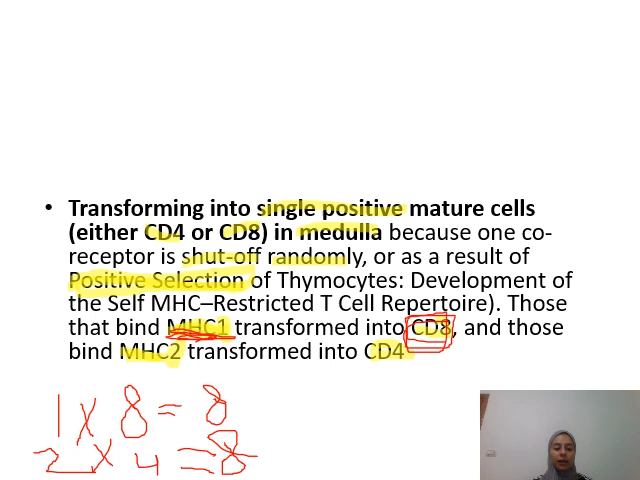 • Transforming into single positive mature cells
(either CD4 or CD8) in medulla because one co-
receptor is shut-off randomly, or as a result of
Positive Selection of Thymocytes: Development of
the Self MHC–Restricted T Cell Repertoire). Those
that bind MHC1 transformed into CD8, and those
bind MHC2 transformed into CD4
1 x 8 = 8
2 x 4 = 8